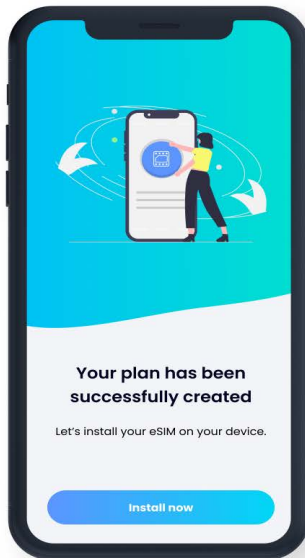 Your plan has been
successfully created
Let's install your eSIM on your device.
Install now